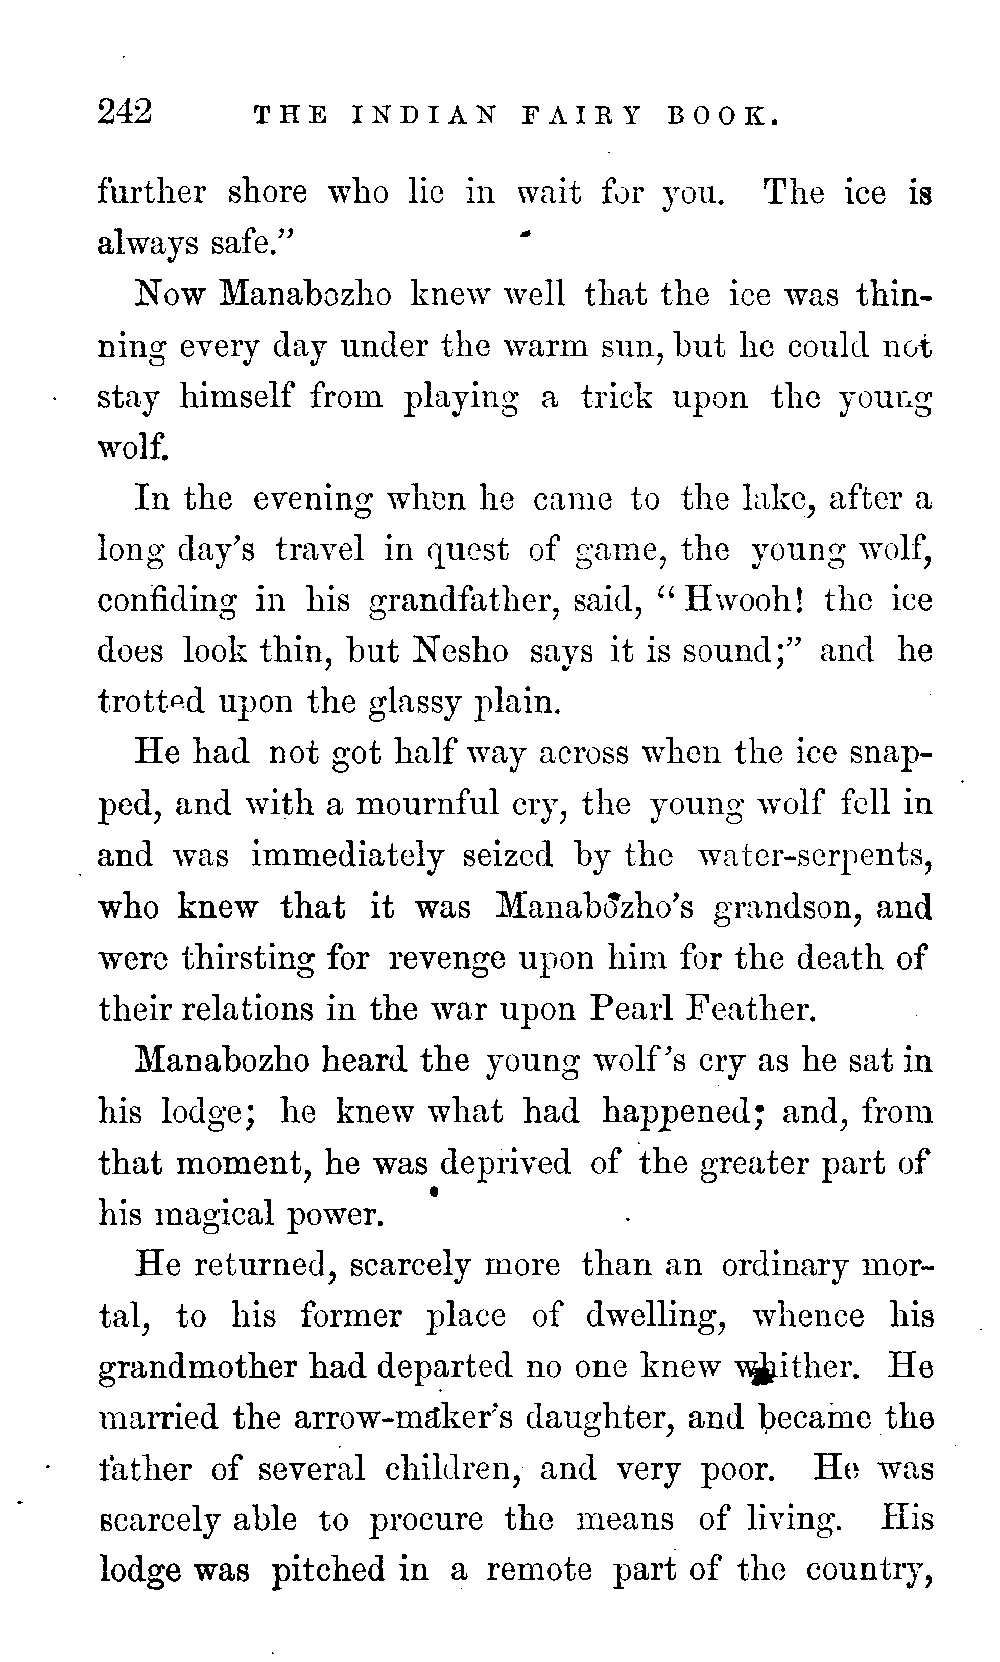 242 THE INDIAN FAIRY BOOK.
further shore who lie in wait for you. The ice is
always safe."
Now Manabozho knew well that the ice was thin-
ning every day under the warm sun, but he could not
stay himself from playing a trick upon the young
wolf.
In the evening when he came to the lake, after a
long day's travel in quest of game, the young wolf,
confiding in his grandfather, said, "Hwooh! the ice
does look thin, but Nesho says it is sound;" and he
trotted upon the glassy plain.
He had not got half way across when the ice snap-
ped, and with a mournful cry, the young wolf fell in
and was immediately seized by the water-serpents,
who knew that it was Manabozho's grandson, and
were thirsting for revenge upon him for the death of
their relations in the war upon Pearl Feather.
Manabozho heard the young wolf's cry as he sat in
his lodge; he knew what had happened; and, from
that moment, he was deprived of the greater part of
his magical power.
He returned, scarcely more than an ordinary mor-
tal, to his former place of dwelling, whence his
grandmother had departed no one knew whither. He
married the arrow-maker's daughter, and became the
father of several children, and very poor. He was
scarcely able to procure the means of living. His
lodge was pitched in a remote part of the country,